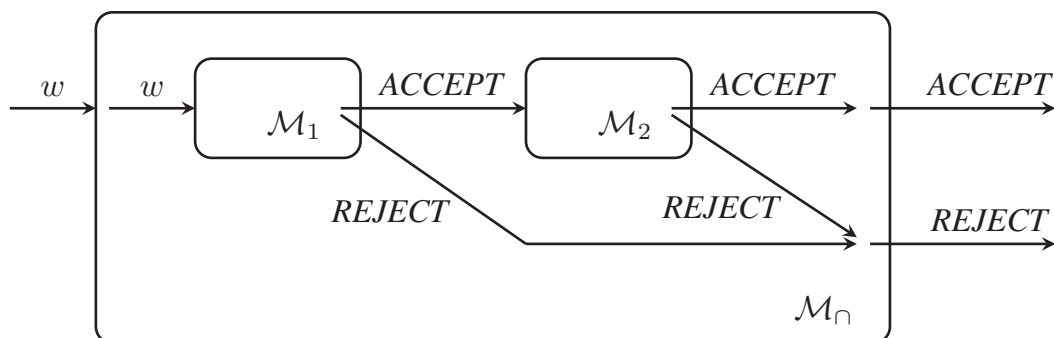 w w ACCEPT ACCEPT ACCEPT
ℳ₁ ℳ₂
REJECT REJECT REJECT
ℳ∩